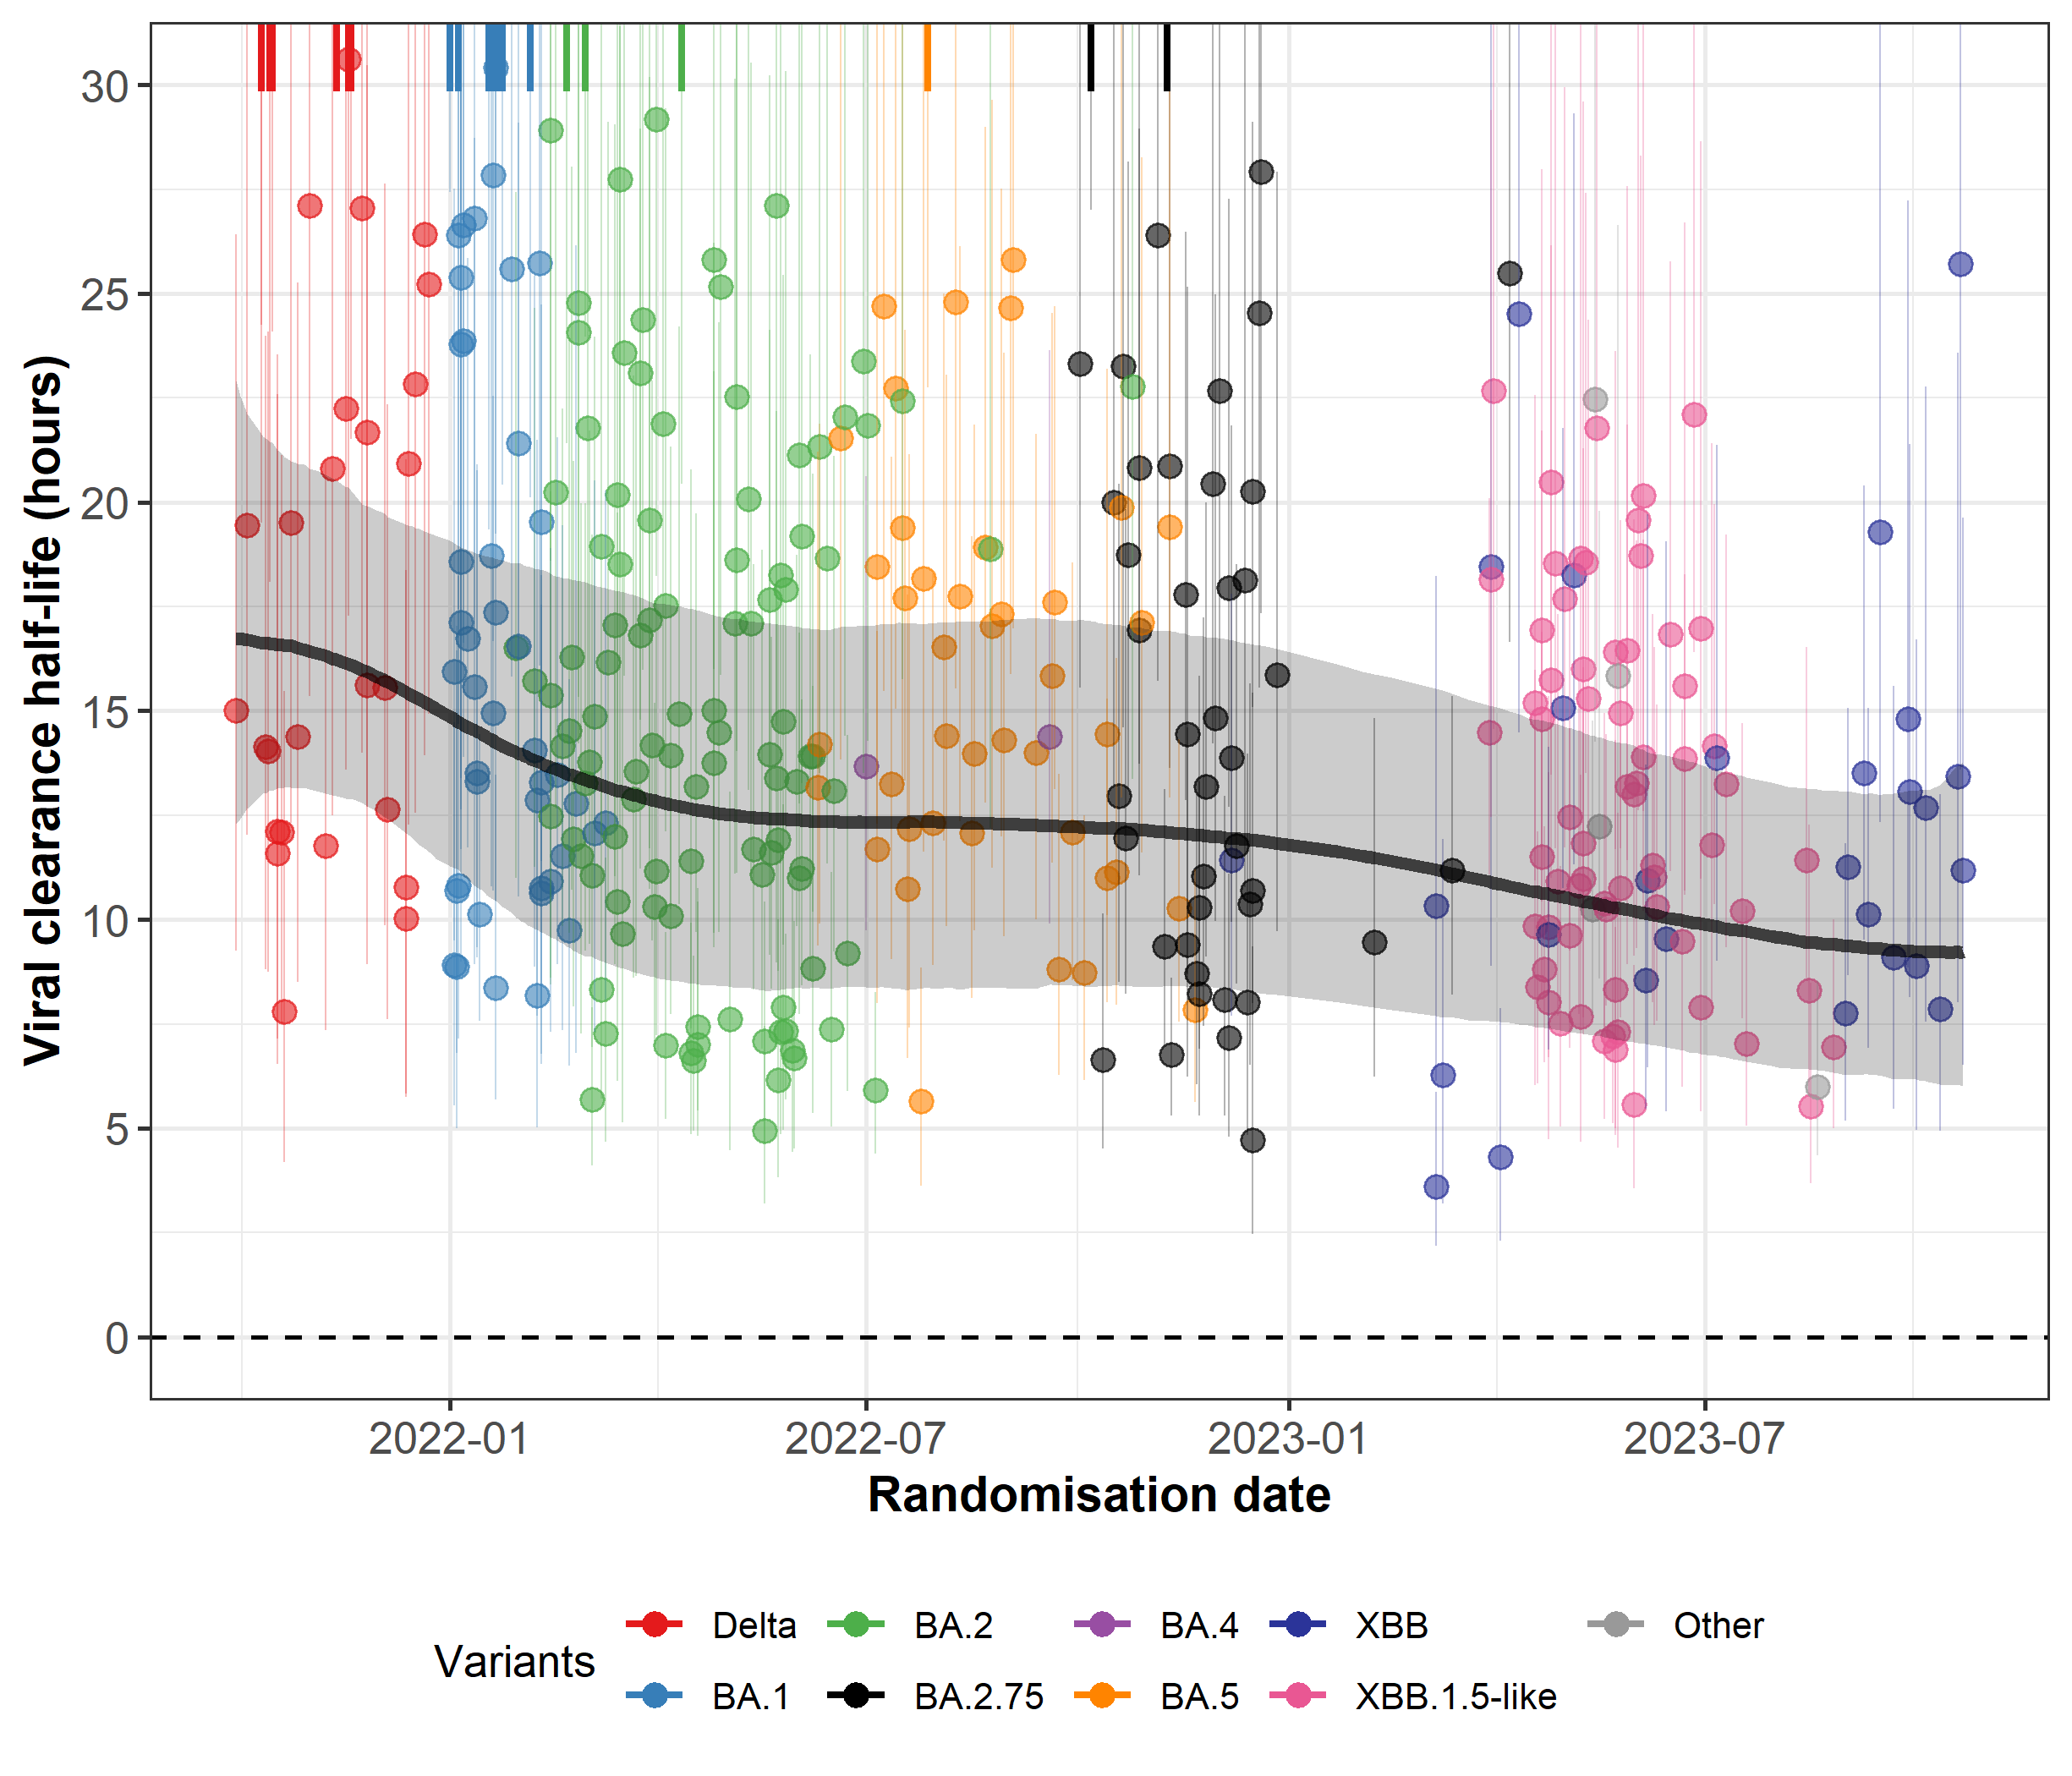 Viral clearance half-life (hours)
30
25
20
15
10
5
0
2022-01 2022-07 2023-01 2023-07
Randomisation date
Variants
Delta BA.2 BA.4 XBB Other
BA.1 BA.2.75 BA.5 XBB.1.5-like